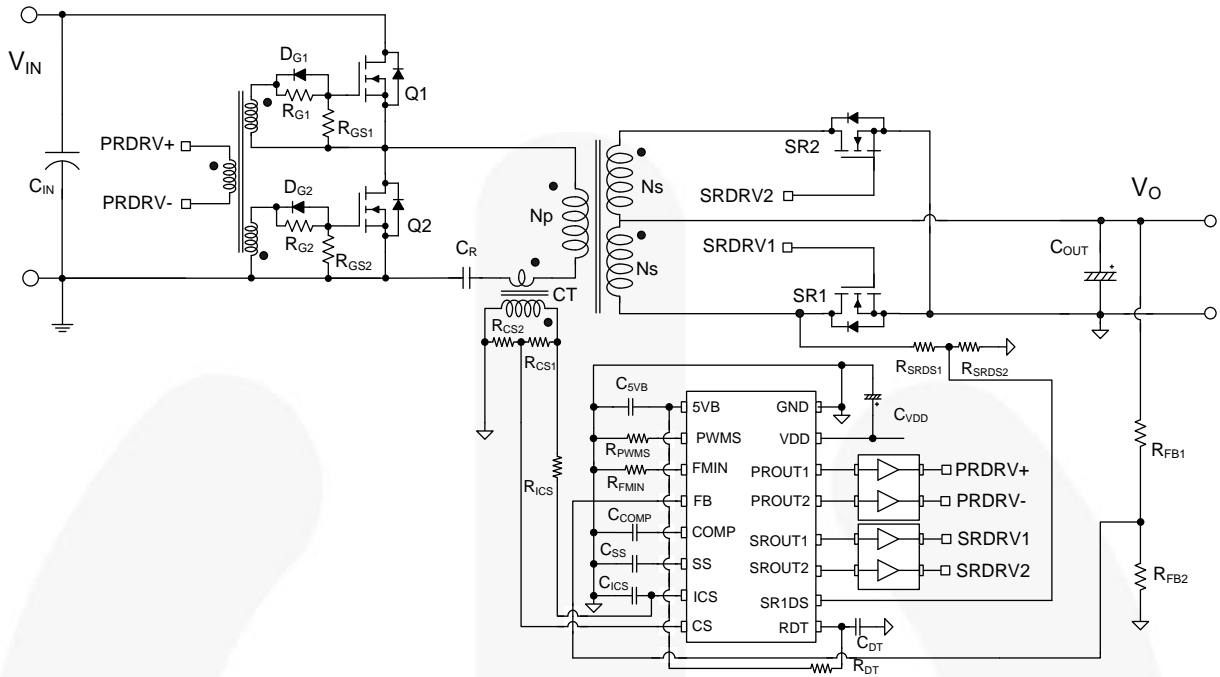 VIN
CIN
PRDRV+
PRDRV-
DG1
RG1
RGS1
Q1
DG2
RG2
RGS2
Q2
CR
CT
Np
Ns
Ns
SR2
SRDRV2
SRDRV1
SR1
VO
COUT
RCS2
RCS1
RICS
RSRDS1
RSRDS2
RFB1
RFB2
C5VB
RPWMS
RFMIN
CCOMP
CSS
CICS
5VB
PWMS
FMIN
FB
COMP
SS
ICS
CS
GND
VDD
PROUT1
PROUT2
SROUT1
SROUT2
SR1DS
RDT
CVDD
PRDRV+
PRDRV-
SRDRV1
SRDRV2
CDT
RDT